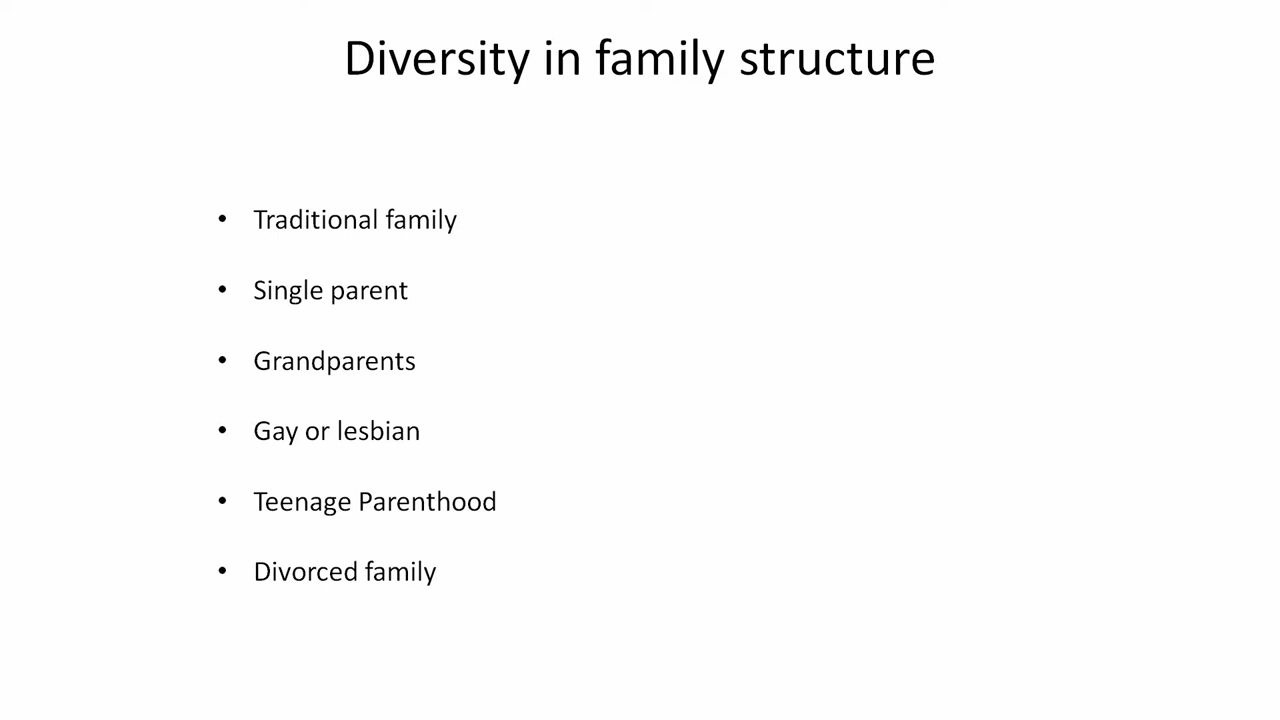 Diversity in family structure
• Traditional family
• Single parent
• Grandparents
• Gay or lesbian
• Teenage Parenthood
• Divorced family